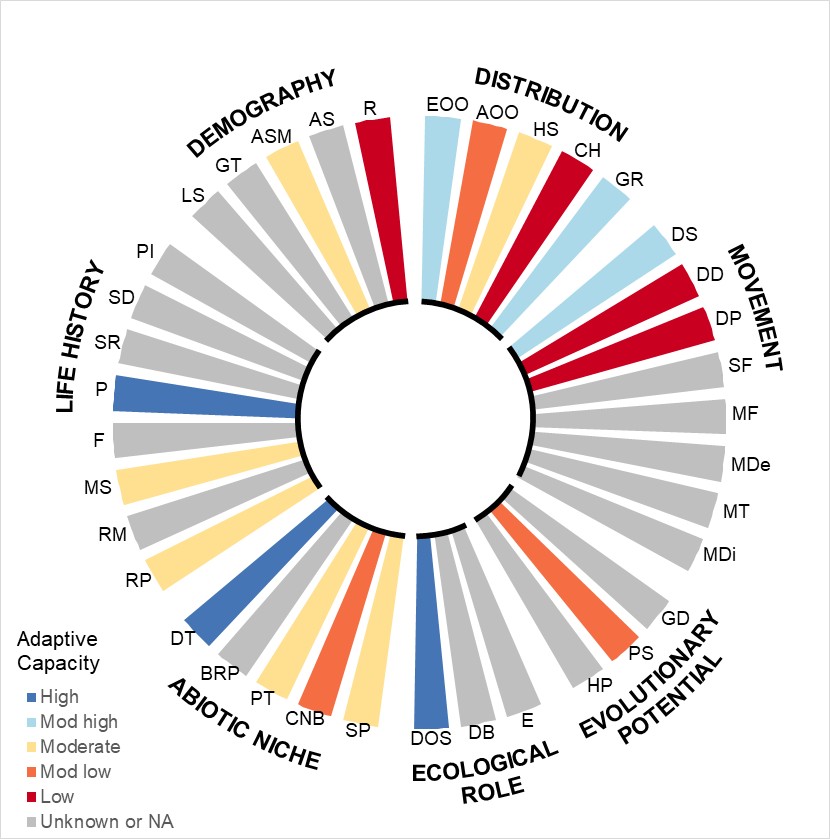 DISTRIBUTION
EOO
AOO
HS
CH
GR
MOVEMENT
DS
DD
DP
SF
MF
MDe
MT
MDi
EVOLUTIONARY
POTENTIAL
GD
PS
HP
ECOLOGICAL
ROLE
E
DB
DOS
ABIOTIC NICHE
SP
CNB
PT
BRP
DT
LIFE HISTORY
RP
RM
MS
F
P
SR
SD
PI
DEMOGRAPHY
LS
GT
ASM
AS
R
Adaptive
Capacity
High
Mod high
Moderate
Mod low
Low
Unknown or NA